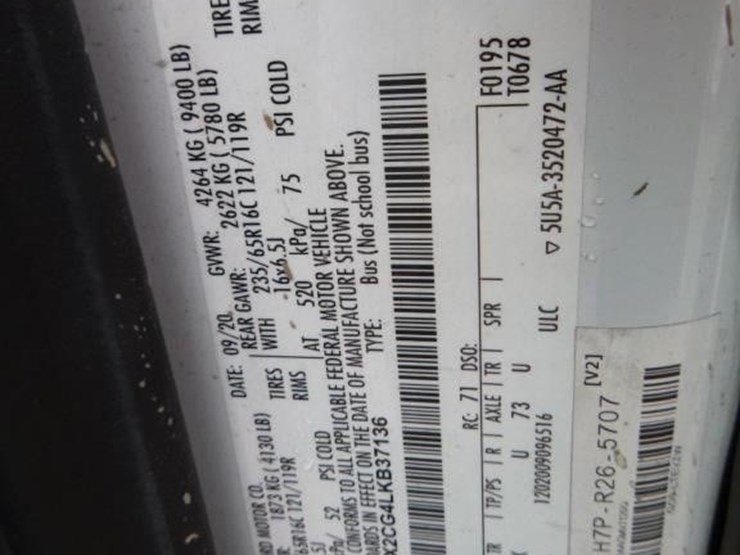 DATE: 09/20 GVWR: 4264 KG ( 9400 LB)
RD MOTOR CO. REAR GAWR: 2622 KG ( 5780 LB) TIRE
R: 1873 KG ( 4130 LB) TIRES WITH 235/65R16C 121/119R RIM
65R16C 121/119R RIMS 16x6.5J
5J AT 520 kPa/ 75 PSI COLD
Pa/ 52 PSI COLD
CONFORMS TO ALL APPLICABLE FEDERAL MOTOR VEHICLE
ARDS IN EFFECT ON THE DATE OF MANUFACTURE SHOWN ABOVE.
X2CG4LKB37136 TYPE: Bus (Not school bus)
RC: 71 DSO: F0195
T0678
TR | TP/PS | R | AXLE | TR | SPR
U 73 U
1202009096516 ULC ▿ 5U5A-3520472-AA
H7P-R26-5707 [V2]